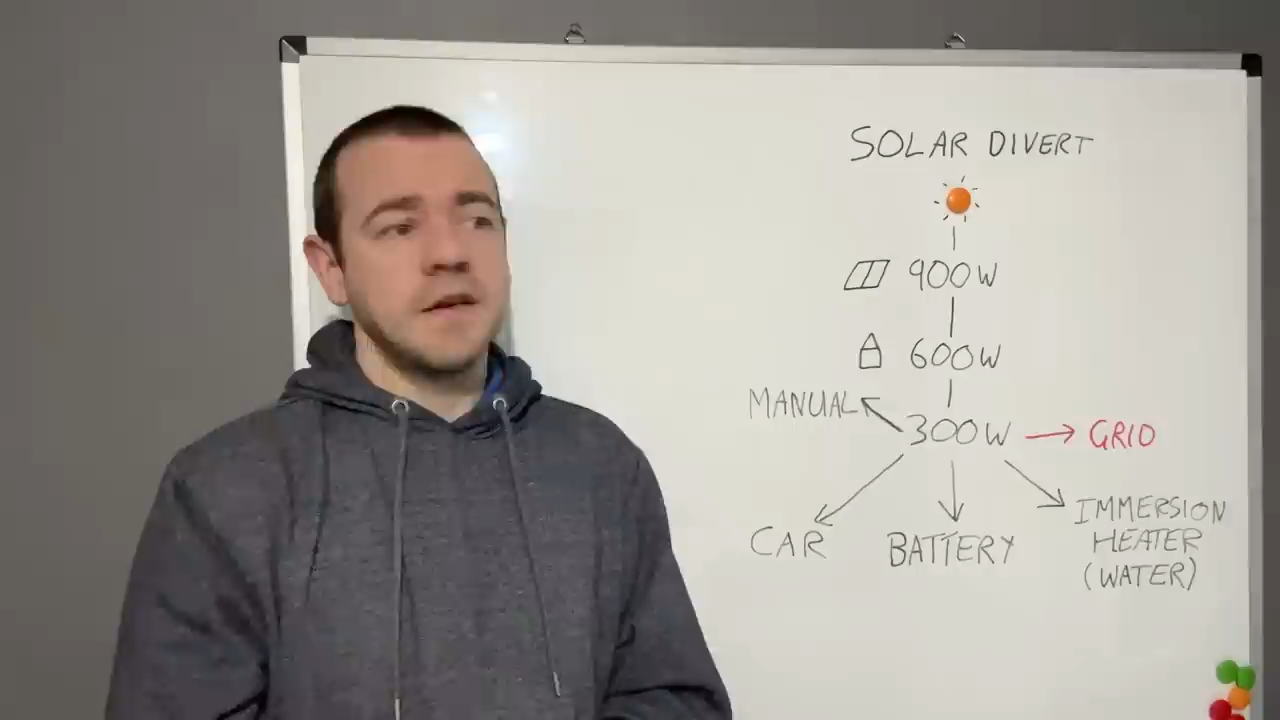 SOLAR DIVERT
900W
600W
MANUAL
300W
GRID
CAR
BATTERY
IMMERSION
HEATER
(WATER)